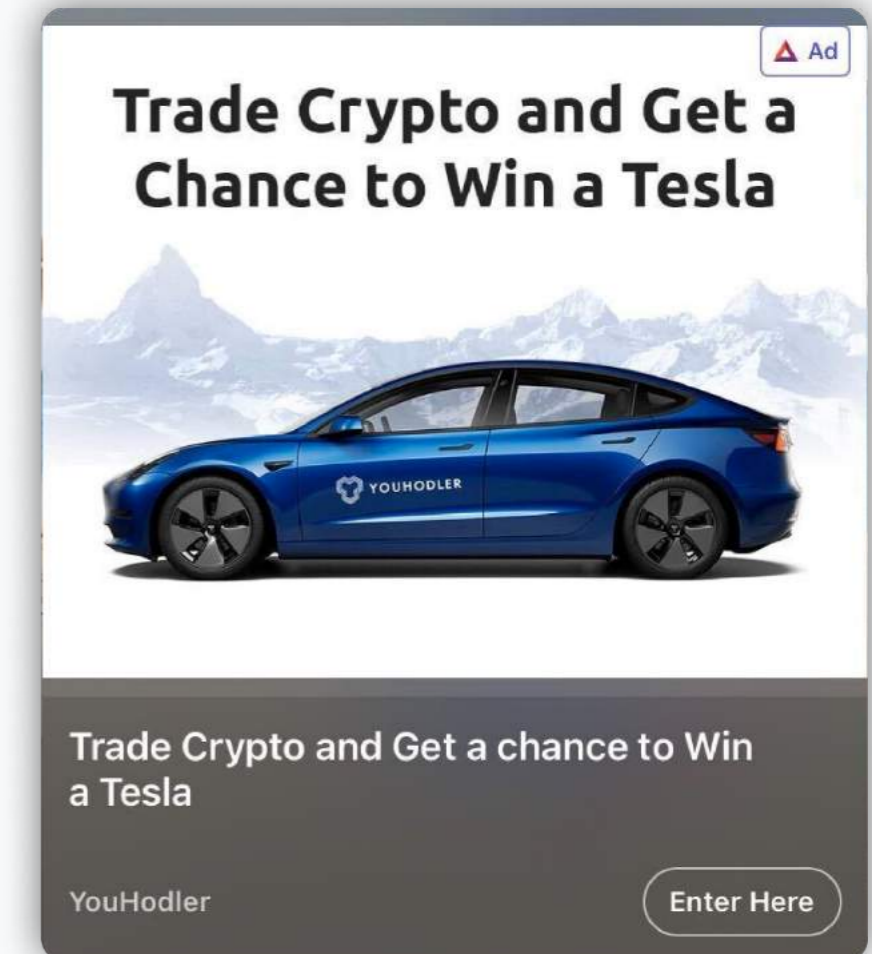 Ad
Trade Crypto and Get a
Chance to Win a Tesla
YOUHODLER
Trade Crypto and Get a chance to Win
a Tesla
YouHodler
Enter Here